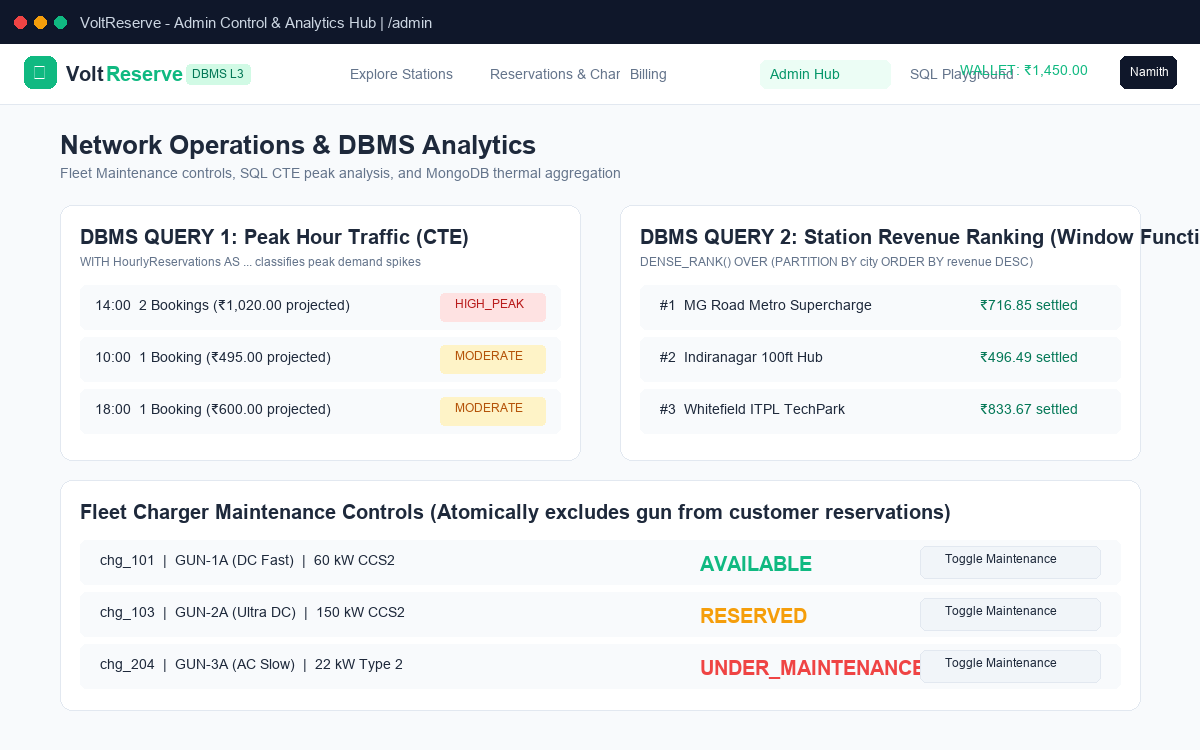 VoltReserve - Admin Control & Analytics Hub | /admin
VoltReserve DBMS L3 Explore Stations Reservations & Char Billing Admin Hub SQL Playground WALLET: ₹1,450.00 Namith
Network Operations & DBMS Analytics
Fleet Maintenance controls, SQL CTE peak analysis, and MongoDB thermal aggregation
DBMS QUERY 1: Peak Hour Traffic (CTE)
WITH HourlyReservations AS ... classifies peak demand spikes
14:00 2 Bookings (₹1,020.00 projected) HIGH_PEAK
10:00 1 Booking (₹495.00 projected) MODERATE
18:00 1 Booking (₹600.00 projected) MODERATE
DBMS QUERY 2: Station Revenue Ranking (Window Functi
DENSE_RANK() OVER (PARTITION BY city ORDER BY revenue DESC)
#1 MG Road Metro Supercharge ₹716.85 settled
#2 Indiranagar 100ft Hub ₹496.49 settled
#3 Whitefield ITPL TechPark ₹833.67 settled
Fleet Charger Maintenance Controls (Atomically excludes gun from customer reservations)
chg_101 | GUN-1A (DC Fast) | 60 kW CCS2 AVAILABLE Toggle Maintenance
chg_103 | GUN-2A (Ultra DC) | 150 kW CCS2 RESERVED Toggle Maintenance
chg_204 | GUN-3A (AC Slow) | 22 kW Type 2 UNDER_MAINTENANCE Toggle Maintenance